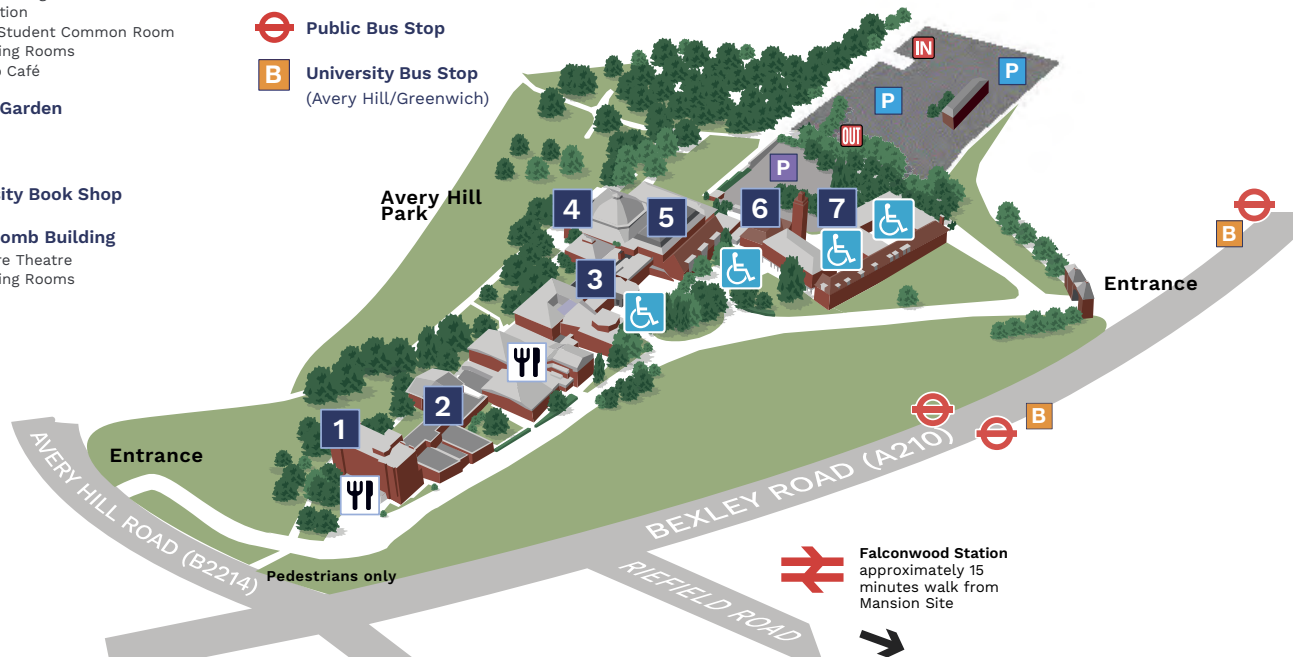 tion
Student Common Room
ing Rooms
Café
Garden
ity Book Shop
omb Building
re Theatre
ing Rooms
Public Bus Stop
B
University Bus Stop
(Avery Hill/Greenwich)
IN
P
P
OUT
P
Avery Hill
Park
4
5
6
7
3
2
1
B
Entrance
Entrance
B
AVERY HILL ROAD (B2214)
BEXLEY ROAD (A210)
Pedestrians only
RIEFIELD ROAD
Falconwood Station
approximately 15
minutes walk from
Mansion Site